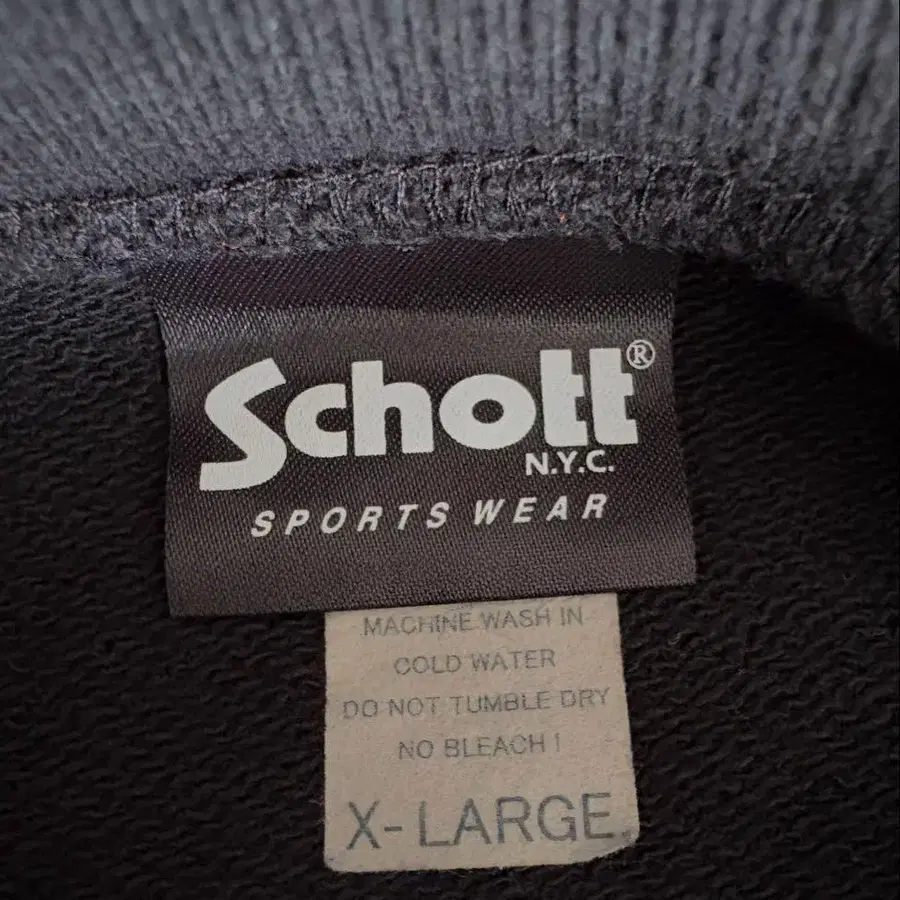 Schott®
N.Y.C.
SPORTS WEAR
MACHINE WASH IN
COLD WATER
DO NOT TUMBLE DRY
NO BLEACH !
X-LARGE